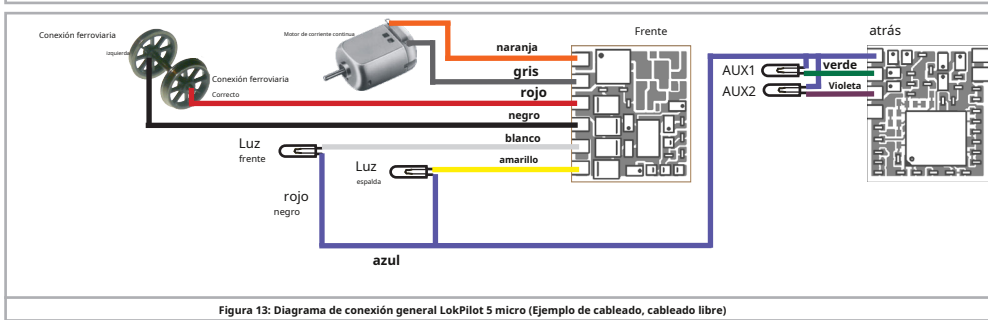 Conexión ferroviaria
izquierda
Conexión ferroviaria
Correcto
Motor de corriente continua
naranja
gris
rojo
negro
blanco
amarillo
Frente
atrás
AUX1
verde
AUX2
Violeta
Luz
frente
Luz
espalda
rojo
negro
azul
Figura 13: Diagrama de conexión general LokPilot 5 micro (Ejemplo de cableado, cableado libre)